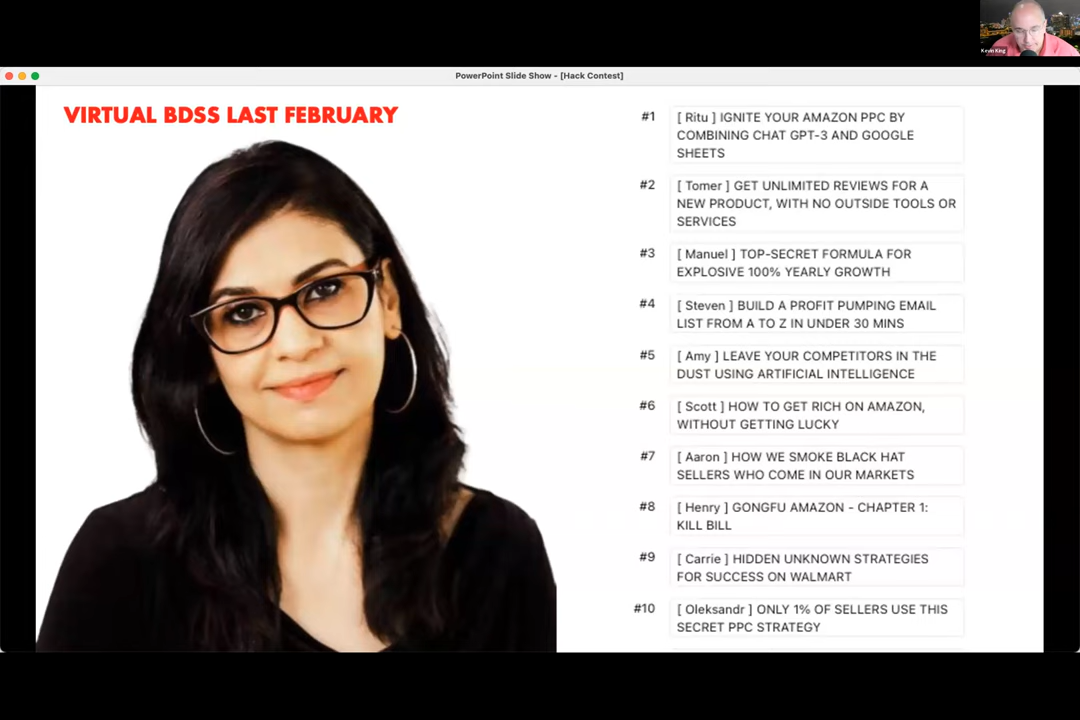 Kevin King
PowerPoint Slide Show - [Hack Contest]
VIRTUAL BDSS LAST FEBRUARY
#1 [ Ritu ] IGNITE YOUR AMAZON PPC BY
COMBINING CHAT GPT-3 AND GOOGLE
SHEETS
#2 [ Tomer ] GET UNLIMITED REVIEWS FOR A
NEW PRODUCT, WITH NO OUTSIDE TOOLS OR
SERVICES
#3 [ Manuel ] TOP-SECRET FORMULA FOR
EXPLOSIVE 100% YEARLY GROWTH
#4 [ Steven ] BUILD A PROFIT PUMPING EMAIL
LIST FROM A TO Z IN UNDER 30 MINS
#5 [ Amy ] LEAVE YOUR COMPETITORS IN THE
DUST USING ARTIFICIAL INTELLIGENCE
#6 [ Scott ] HOW TO GET RICH ON AMAZON,
WITHOUT GETTING LUCKY
#7 [ Aaron ] HOW WE SMOKE BLACK HAT
SELLERS WHO COME IN OUR MARKETS
#8 [ Henry ] GONGFU AMAZON - CHAPTER 1:
KILL BILL
#9 [ Carrie ] HIDDEN UNKNOWN STRATEGIES
FOR SUCCESS ON WALMART
#10 [ Oleksandr ] ONLY 1% OF SELLERS USE THIS
SECRET PPC STRATEGY